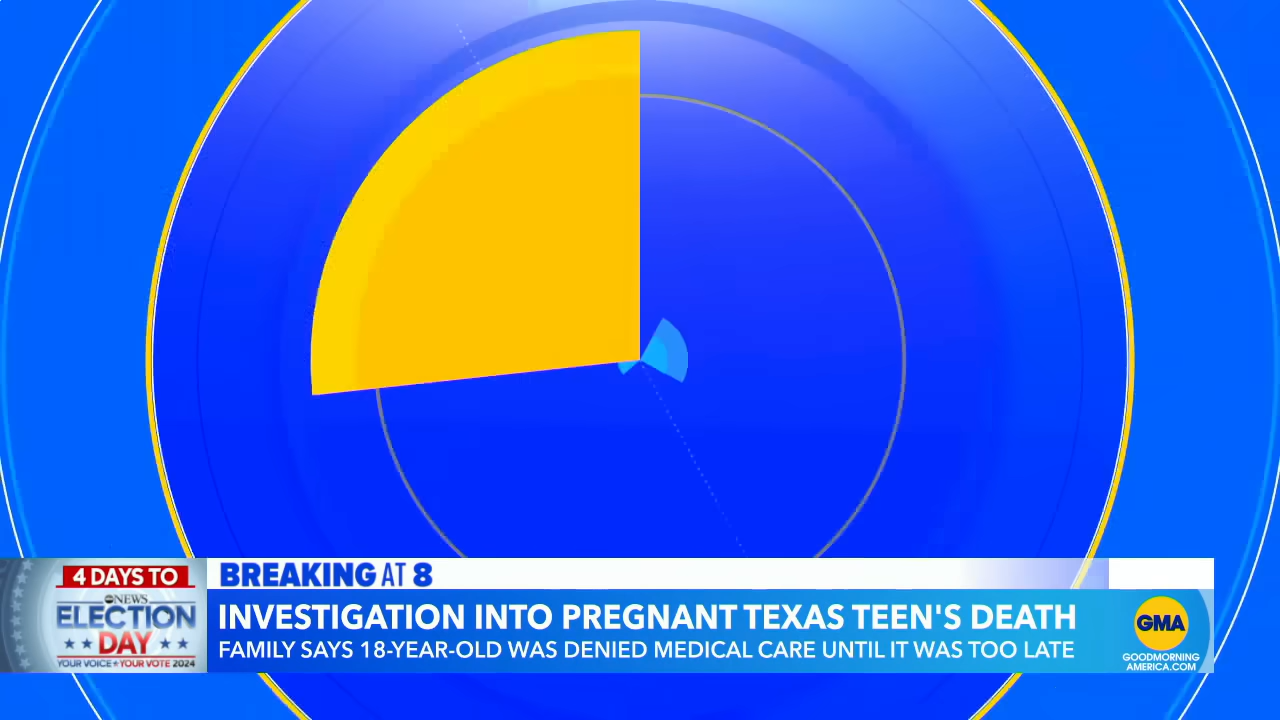 4 DAYS TO
abc NEWS
ELECTION
DAY
YOUR VOICE★YOUR VOTE 2024
BREAKING AT 8
INVESTIGATION INTO PREGNANT TEXAS TEEN'S DEATH
FAMILY SAYS 18-YEAR-OLD WAS DENIED MEDICAL CARE UNTIL IT WAS TOO LATE
GMA
GOODMORNING
AMERICA.COM